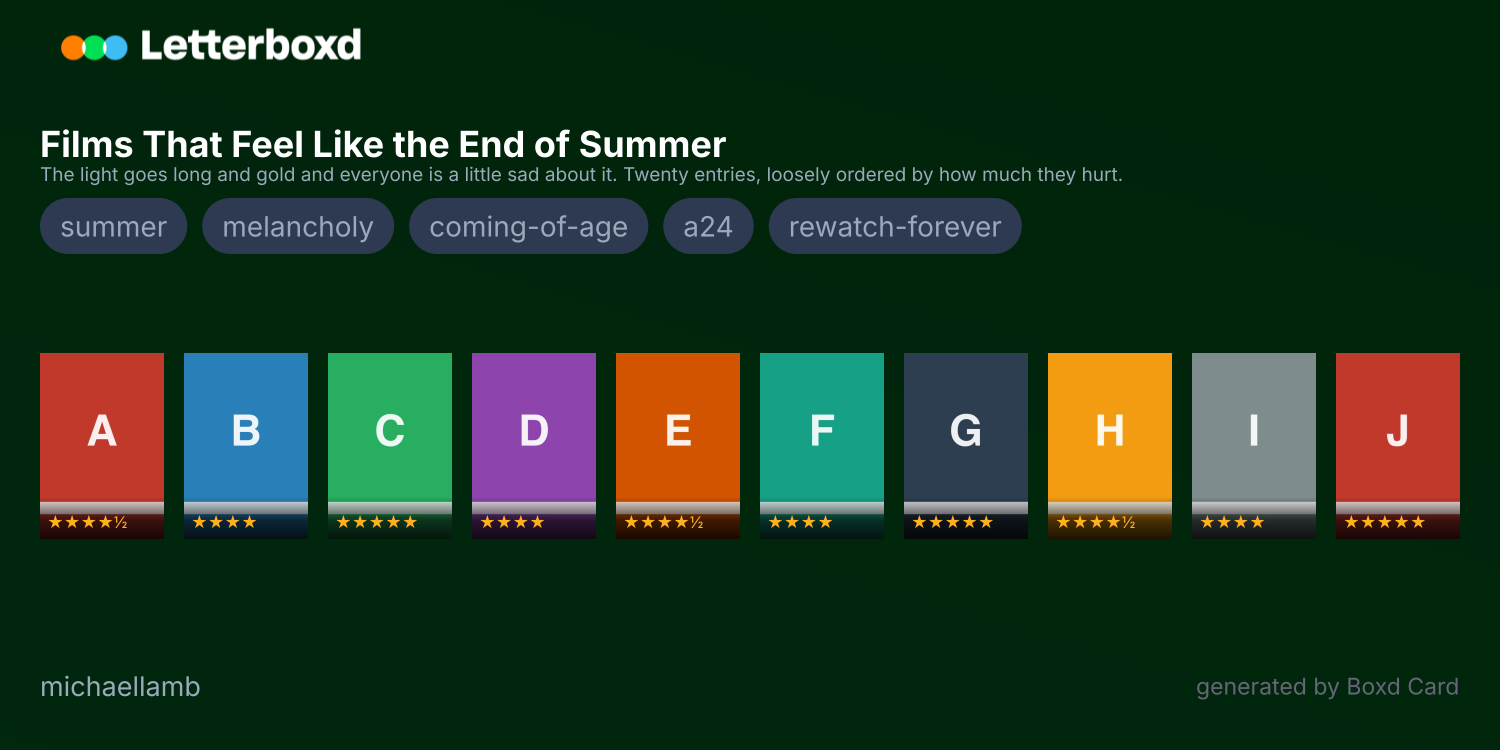 Letterboxd
Films That Feel Like the End of Summer
The light goes long and gold and everyone is a little sad about it. Twenty entries, loosely ordered by how much they hurt.
summer melancholy coming-of-age a24 rewatch-forever
A B C D E F G H I J
★★★★½ ★★★★ ★★★★★ ★★★★ ★★★★½ ★★★★ ★★★★★ ★★★★½ ★★★★ ★★★★★
michaellamb generated by Boxd Card